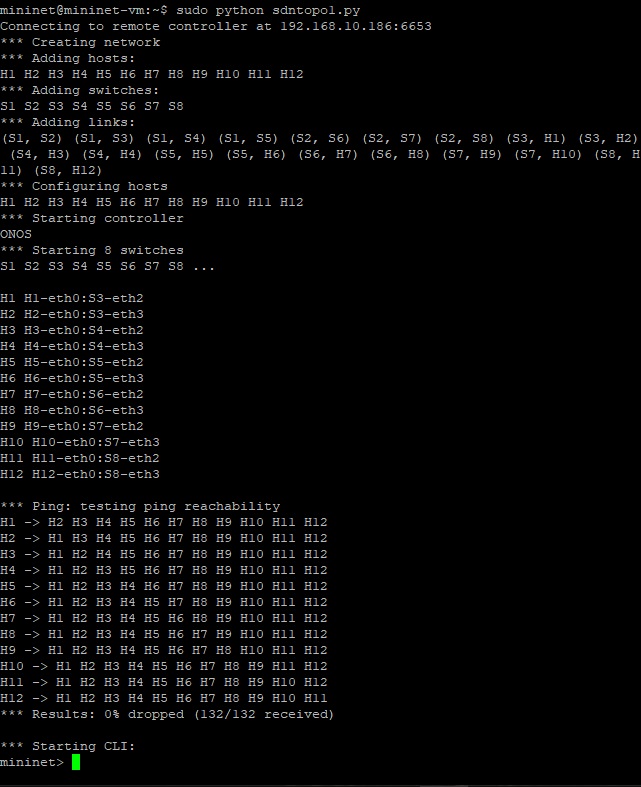 mininet@mininet-vm:~$ sudo python sdntopo1.py
Connecting to remote controller at 192.168.10.186:6653
*** Creating network
*** Adding hosts:
H1 H2 H3 H4 H5 H6 H7 H8 H9 H10 H11 H12
*** Adding switches:
S1 S2 S3 S4 S5 S6 S7 S8
*** Adding links:
(S1, S2) (S1, S3) (S1, S4) (S1, S5) (S2, S6) (S2, S7) (S2, S8) (S3, H1) (S3, H2)
(S4, H3) (S4, H4) (S5, H5) (S5, H6) (S6, H7) (S6, H8) (S7, H9) (S7, H10) (S8, H
11) (S8, H12)
*** Configuring hosts
H1 H2 H3 H4 H5 H6 H7 H8 H9 H10 H11 H12
*** Starting controller
ONOS
*** Starting 8 switches
S1 S2 S3 S4 S5 S6 S7 S8 ...
H1 H1-eth0:S3-eth2
H2 H2-eth0:S3-eth3
H3 H3-eth0:S4-eth2
H4 H4-eth0:S4-eth3
H5 H5-eth0:S5-eth2
H6 H6-eth0:S5-eth3
H7 H7-eth0:S6-eth2
H8 H8-eth0:S6-eth3
H9 H9-eth0:S7-eth2
H10 H10-eth0:S7-eth3
H11 H11-eth0:S8-eth2
H12 H12-eth0:S8-eth3
*** Ping: testing ping reachability
H1 -> H2 H3 H4 H5 H6 H7 H8 H9 H10 H11 H12
H2 -> H1 H3 H4 H5 H6 H7 H8 H9 H10 H11 H12
H3 -> H1 H2 H4 H5 H6 H7 H8 H9 H10 H11 H12
H4 -> H1 H2 H3 H5 H6 H7 H8 H9 H10 H11 H12
H5 -> H1 H2 H3 H4 H6 H7 H8 H9 H10 H11 H12
H6 -> H1 H2 H3 H4 H5 H7 H8 H9 H10 H11 H12
H7 -> H1 H2 H3 H4 H5 H6 H8 H9 H10 H11 H12
H8 -> H1 H2 H3 H4 H5 H6 H7 H9 H10 H11 H12
H9 -> H1 H2 H3 H4 H5 H6 H7 H8 H10 H11 H12
H10 -> H1 H2 H3 H4 H5 H6 H7 H8 H9 H11 H12
H11 -> H1 H2 H3 H4 H5 H6 H7 H8 H9 H10 H12
H12 -> H1 H2 H3 H4 H5 H6 H7 H8 H9 H10 H11
*** Results: 0% dropped (132/132 received)
*** Starting CLI:
mininet>